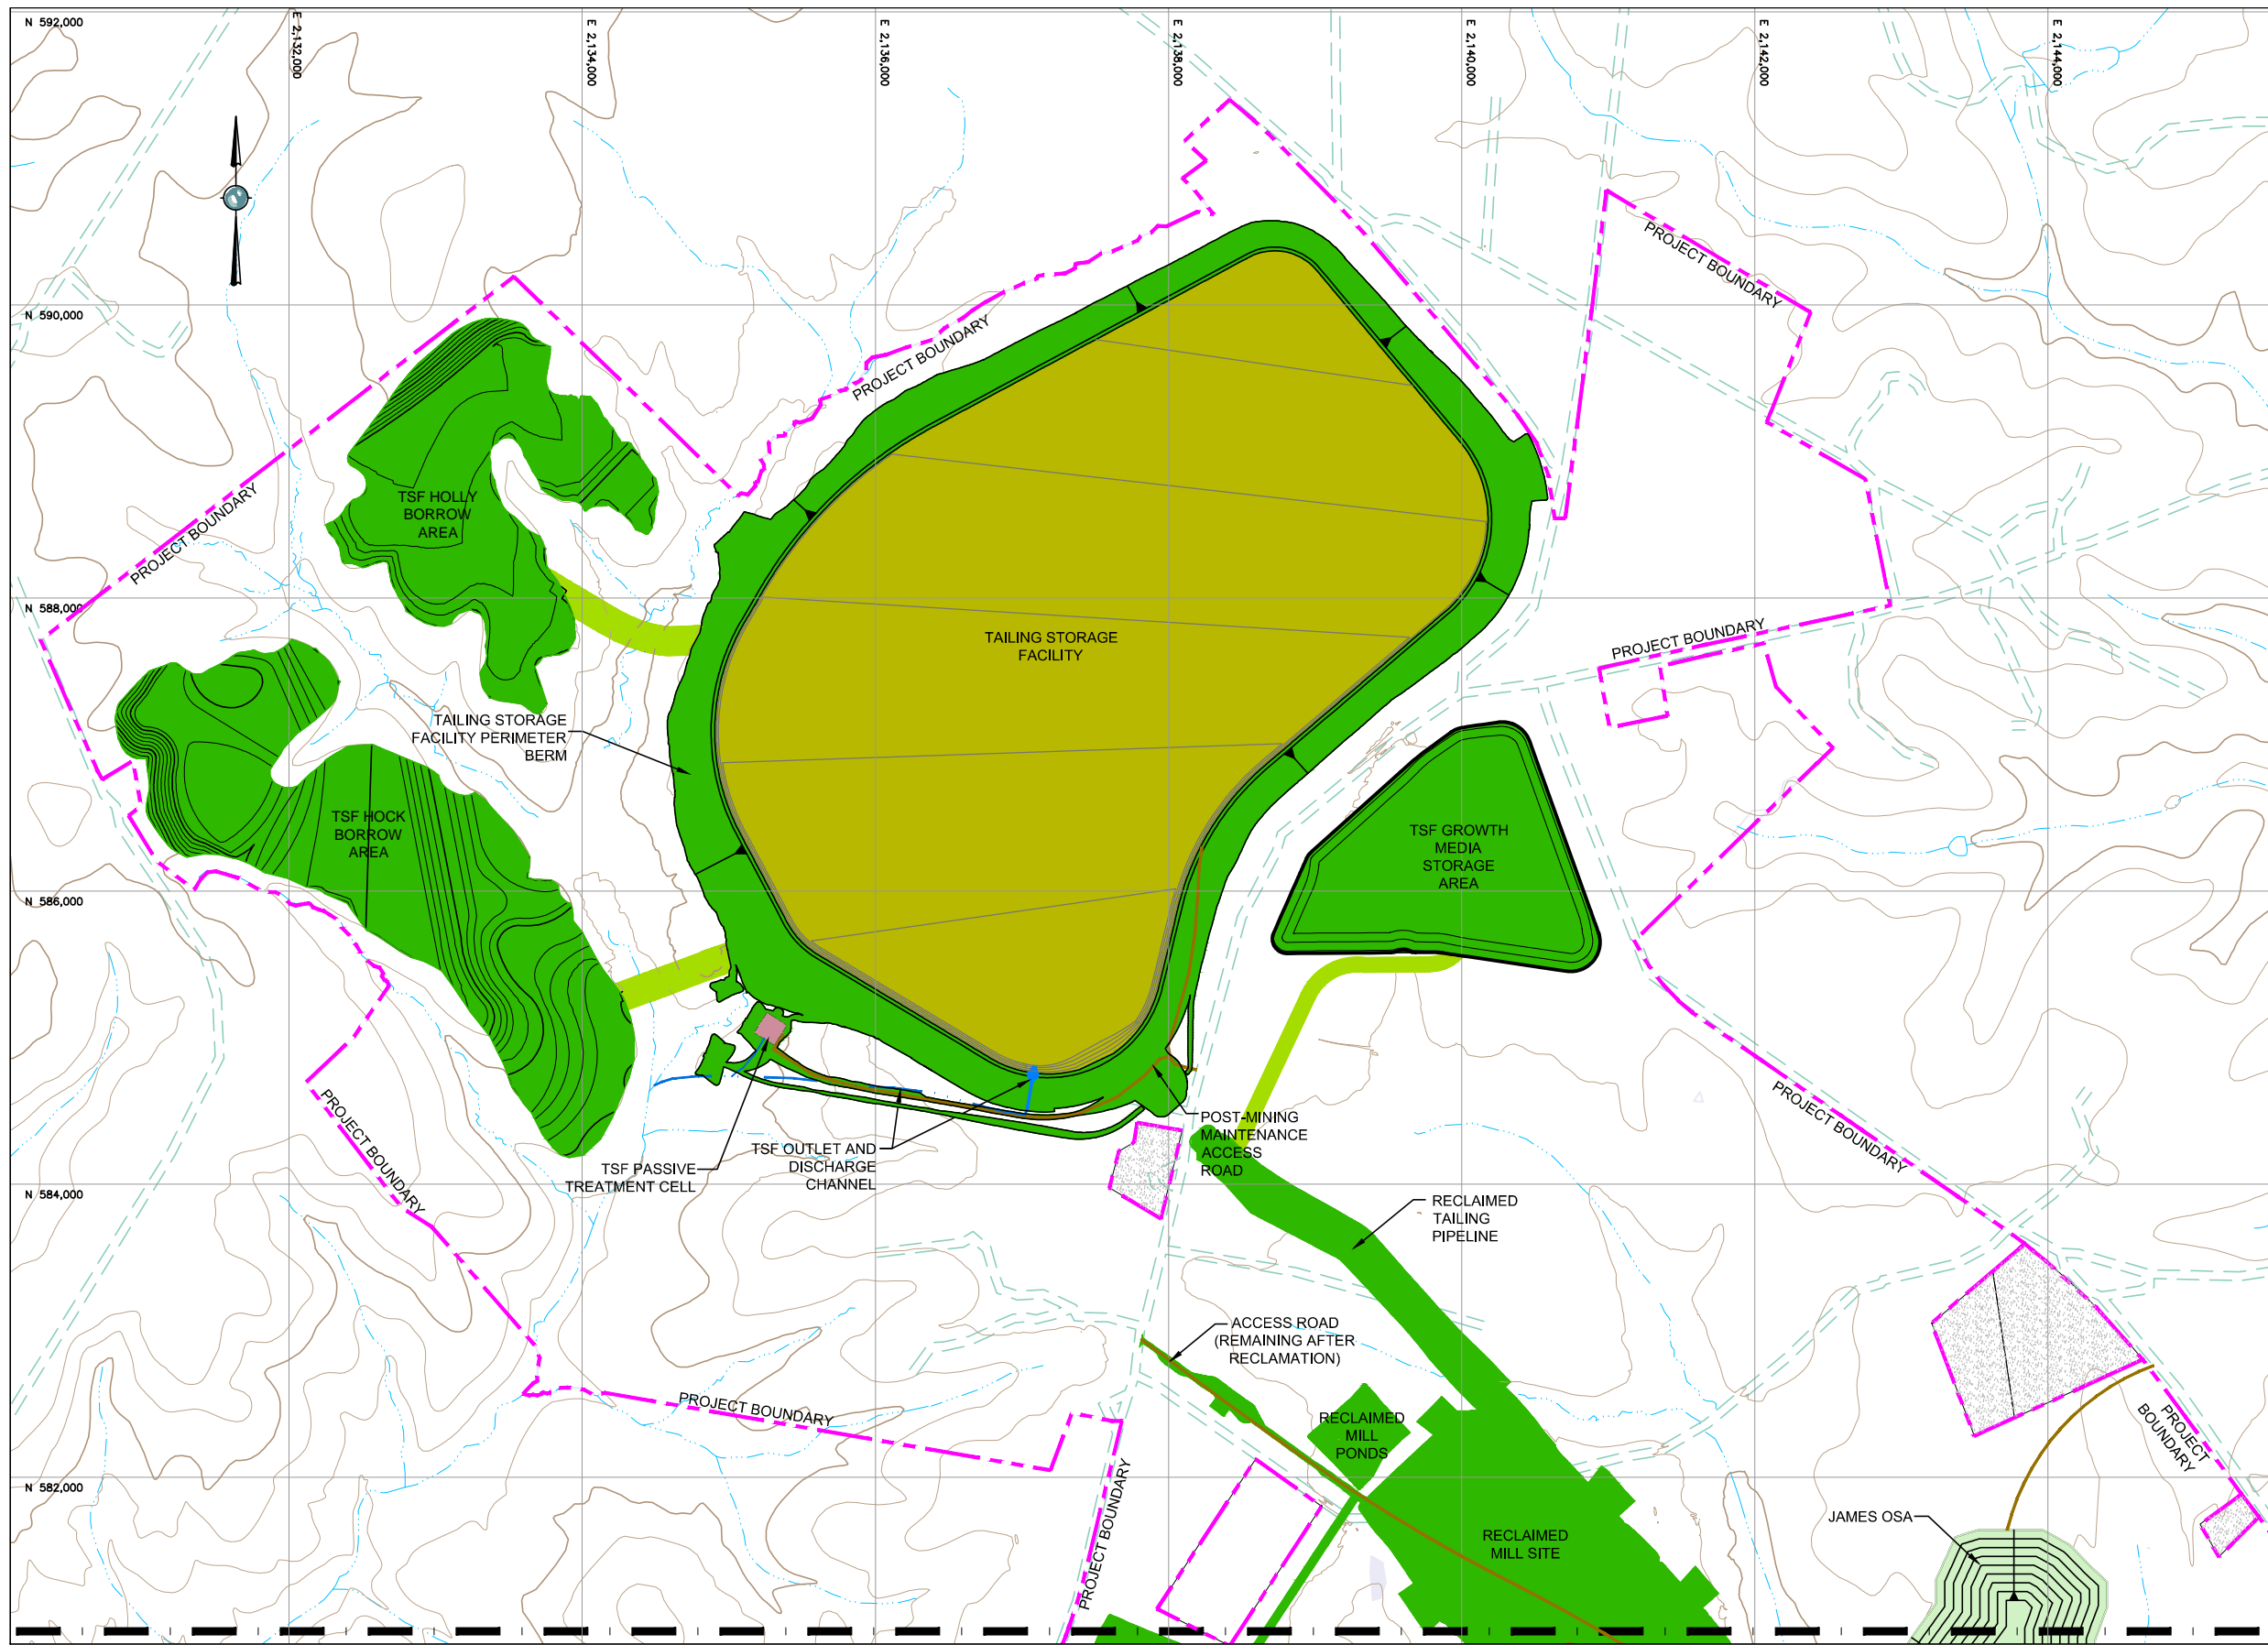 N 592,000
E 2,132,000
E 2,134,000
E 2,136,000
E 2,138,000
E 2,140,000
E 2,142,000
E 2,144,000
PROJECT BOUNDARY
N 590,000
PROJECT BOUNDARY
TSF HOLLY
BORROW
AREA
PROJECT BOUNDARY
N 588,000
TAILING STORAGE
FACILITY
PROJECT BOUNDARY
TAILING STORAGE
FACILITY PERIMETER
BERM
TSF HOCK
BORROW
AREA
TSF GROWTH
MEDIA
STORAGE
AREA
N 586,000
PROJECT BOUNDARY
PROJECT BOUNDARY
POST-MINING
MAINTENANCE
ACCESS
ROAD
TSF OUTLET AND
DISCHARGE
CHANNEL
TSF PASSIVE
TREATMENT CELL
N 584,000
RECLAIMED
TAILING
PIPELINE
ACCESS ROAD
(REMAINING AFTER
RECLAMATION)
PROJECT BOUNDARY
RECLAIMED
MILL
PONDS
PROJECT
BOUNDARY
N 582,000
PROJECT BOUNDARY
JAMES OSA
RECLAIMED
MILL SITE